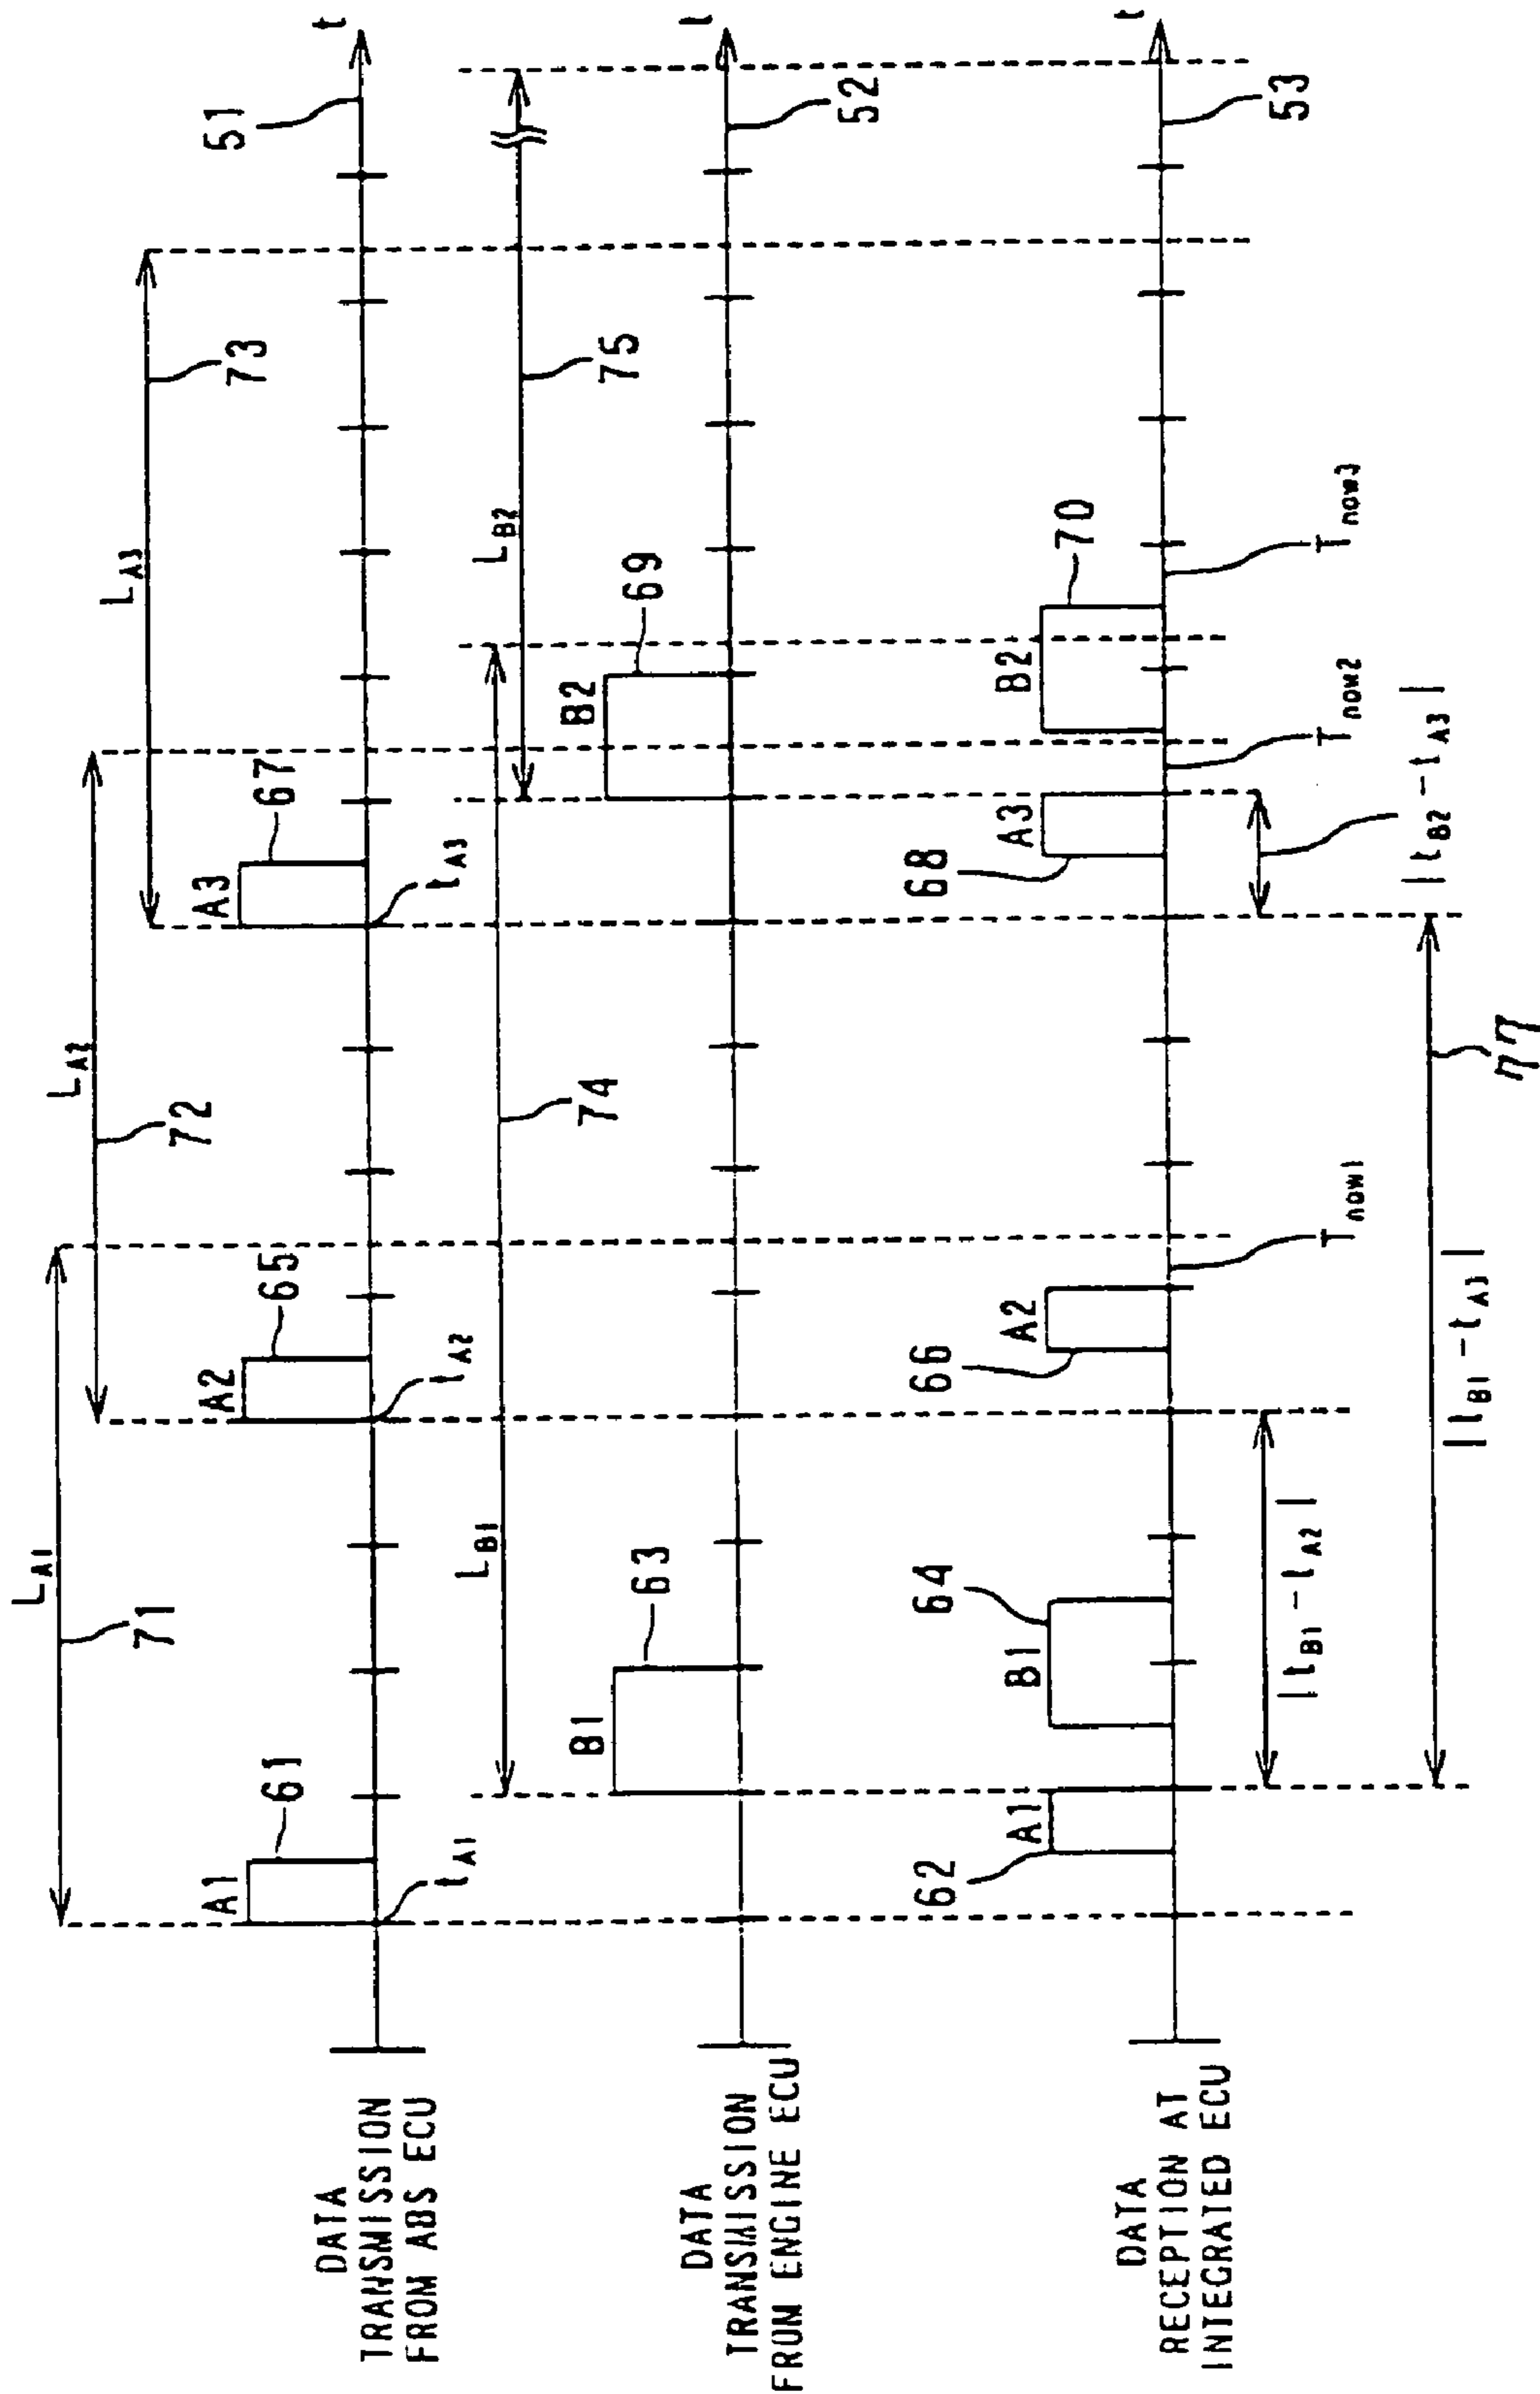 L_A1
71
L_A2
72
L_A3
73
DATA
TRANSMISSION
FROM ABS ECU
A1
61
t_A1
A2
65
t_A2
A3
67
t_A3
51
t
L_B1
74
L_B2
75
DATA
TRANSMISSION
FROM ENGINE ECU
B1
63
B2
69
52
t
DATA
RECEPTION AT
INTEGRATED ECU
62
A1
B1
64
66
A2
T_now1
68
A3
T_now2
B2
70
T_now3
53
t
|t_B1 - t_A2|
|t_B2 - t_A3|
|t_B1 - t_A3|
77